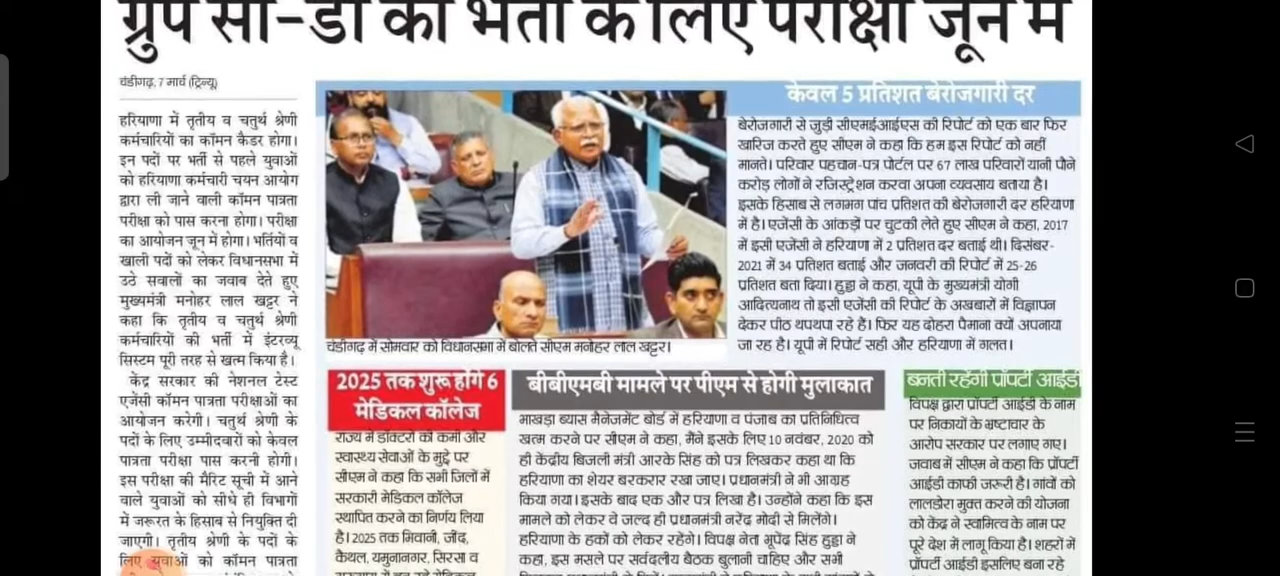 ग्रुप सी-डी की भर्ती के लिए परीक्षा जून में
चंडीगढ़, 7 मार्च (ट्रिन्यू)
हरियाणा में तृतीय व चतुर्थ श्रेणी
कर्मचारियों का कॉमन कैडर होगा।
इन पदों पर भर्ती से पहले युवाओं
को हरियाणा कर्मचारी चयन आयोग
द्वारा ली जाने वाली कॉमन पात्रता
परीक्षा को पास करना होगा। परीक्षा
का आयोजन जून में होगा। भर्तियों व
खाली पदों को लेकर विधानसभा में
उठे सवालों का जवाब देते हुए
मुख्यमंत्री मनोहर लाल खट्टर ने
कहा कि तृतीय व चतुर्थ श्रेणी
कर्मचारियों की भर्ती में इंटरव्यू
सिस्टम पूरी तरह से खत्म किया है।
केंद्र सरकार की नेशनल टेस्ट
एजेंसी कॉमन पात्रता परीक्षाओं का
आयोजन करेगी। चतुर्थ श्रेणी के
पदों के लिए उम्मीदवारों को केवल
पात्रता परीक्षा पास करनी होगी।
इस परीक्षा की मैरिट सूची में आने
वाले युवाओं को सीधे ही विभागों
में जरूरत के हिसाब से नियुक्ति दी
जाएगी। तृतीय श्रेणी के पदों के
लिए युवाओं को कॉमन पात्रता
चंडीगढ़ में सोमवार को विधानसभा में बोलते सीएम मनोहर लाल खट्टर।
केवल 5 प्रतिशत बेरोजगारी दर
बेरोजगारी से जुड़ी सीएमईआईएस की रिपोर्ट को एक बार फिर
खारिज करते हुए सीएम ने कहा कि हम इस रिपोर्ट को नहीं
मानते। परिवार पहचान-पत्र पोर्टल पर 67 लाख परिवारों यानी पौने
करोड़ लोगों ने रजिस्ट्रेशन करवा अपना व्यवसाय बताया है।
इसके हिसाब से लगभग पांच प्रतिशत की बेरोजगारी दर हरियाणा
में है। एजेंसी के आंकड़ों पर चुटकी लेते हुए सीएम ने कहा, 2017
में इसी एजेंसी ने हरियाणा में 2 प्रतिशत दर बताई थी। दिसंबर-
2021 में 34 प्रतिशत बताई और जनवरी की रिपोर्ट में 25-26
प्रतिशत बता दिया। हुड्डा ने कहा, यूपी के मुख्यमंत्री योगी
आदित्यनाथ तो इसी एजेंसी की रिपोर्ट के अखबारों में विज्ञापन
देकर पीठ थपथपा रहे हैं। फिर यह दोहरा पैमाना क्यों अपनाया
जा रहा है। यूपी में रिपोर्ट सही और हरियाणा में गलत।
2025 तक शुरू होंगे 6
मेडिकल कॉलेज
राज्य में डॉक्टरों की कमी और
स्वास्थ्य सेवाओं के मुद्दे पर
सीएम ने कहा कि सभी जिलों में
सरकारी मेडिकल कॉलेज
स्थापित करने का निर्णय लिया
है। 2025 तक भिवानी, जींद,
कैथल, यमुनानगर, सिरसा व
बीबीएमबी मामले पर पीएम से होगी मुलाकात
भाखड़ा ब्यास मैनेजमेंट बोर्ड में हरियाणा व पंजाब का प्रतिनिधित्व
खत्म करने पर सीएम ने कहा, मैंने इसके लिए 10 नवंबर, 2020 को
ही केंद्रीय बिजली मंत्री आरके सिंह को पत्र लिखकर कहा था कि
हरियाणा का शेयर बरकरार रखा जाए। प्रधानमंत्री ने भी आग्रह
किया गया। इसके बाद एक और पत्र लिखा है। उन्होंने कहा कि इस
मामले को लेकर वे जल्द ही प्रधानमंत्री नरेंद्र मोदी से मिलेंगे।
हरियाणा के हकों को लेकर रहेंगे। विपक्ष नेता भूपेंद्र सिंह हुड्डा ने
कहा, इस मसले पर सर्वदलीय बैठक बुलानी चाहिए और सभी
बनती रहेंगी प्रॉपर्टी आईडी
विपक्ष द्वारा प्रॉपर्टी आईडी के नाम
पर निकायों के भ्रष्टाचार के
आरोप सरकार पर लगाए गए।
जवाब में सीएम ने कहा कि प्रॉपर्टी
आईडी काफी जरूरी है। गांवों को
लालडोरा मुक्त करने की योजना
को केंद्र ने स्वामित्व के नाम पर
पूरे देश में लागू किया है। शहरों में
प्रॉपर्टी आईडी इसलिए बना रहे